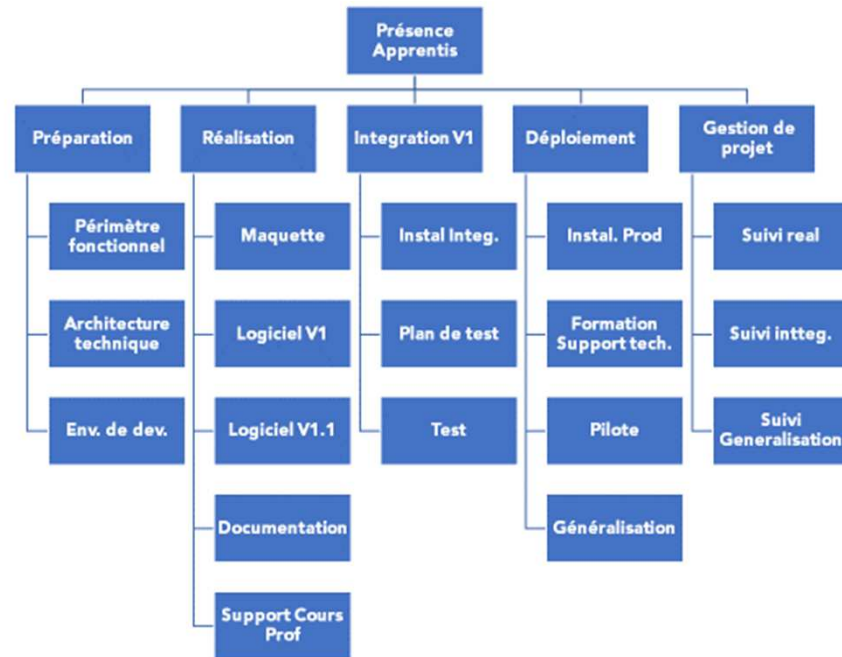 Présence
Apprentis
Préparation
Réalisation
Integration V1
Déploiement
Gestion de
projet
Périmètre
fonctionnel
Architecture
technique
Env. de dev.
Maquette
Logiciel V1
Logiciel V1.1
Documentation
Support Cours
Prof
Instal Integ.
Plan de test
Test
Instal. Prod
Formation
Support tech.
Pilote
Généralisation
Suivi real
Suivi intteg.
Suivi
Generalisation